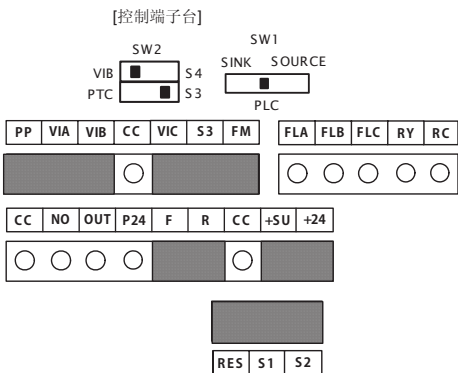 [控制端子台]
SW2
SW1
SINK SOURCE
VIB S4
PTC S3
PLC
PP VIA VIB CC VIC S3 FM
FLA FLB FLC RY RC
CC NO OUT P24 F R CC +SU +24
RES S1 S2